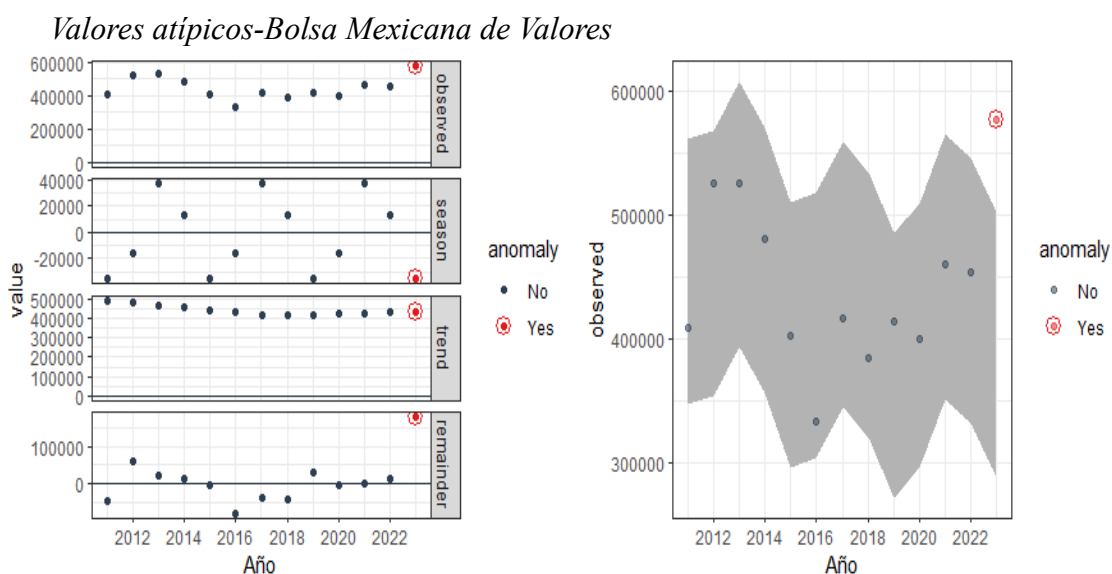 Valores atípicos-Bolsa Mexicana de Valores
value
600000
400000
200000
0
observed
40000
20000
0
-20000
season
500000
400000
300000
200000
100000
0
trend
100000
0
remainder
2012 2014 2016 2018 2020 2022
Año
anomaly
No
Yes
observed
600000
500000
400000
300000
2012 2014 2016 2018 2020 2022
Año
anomaly
No
Yes